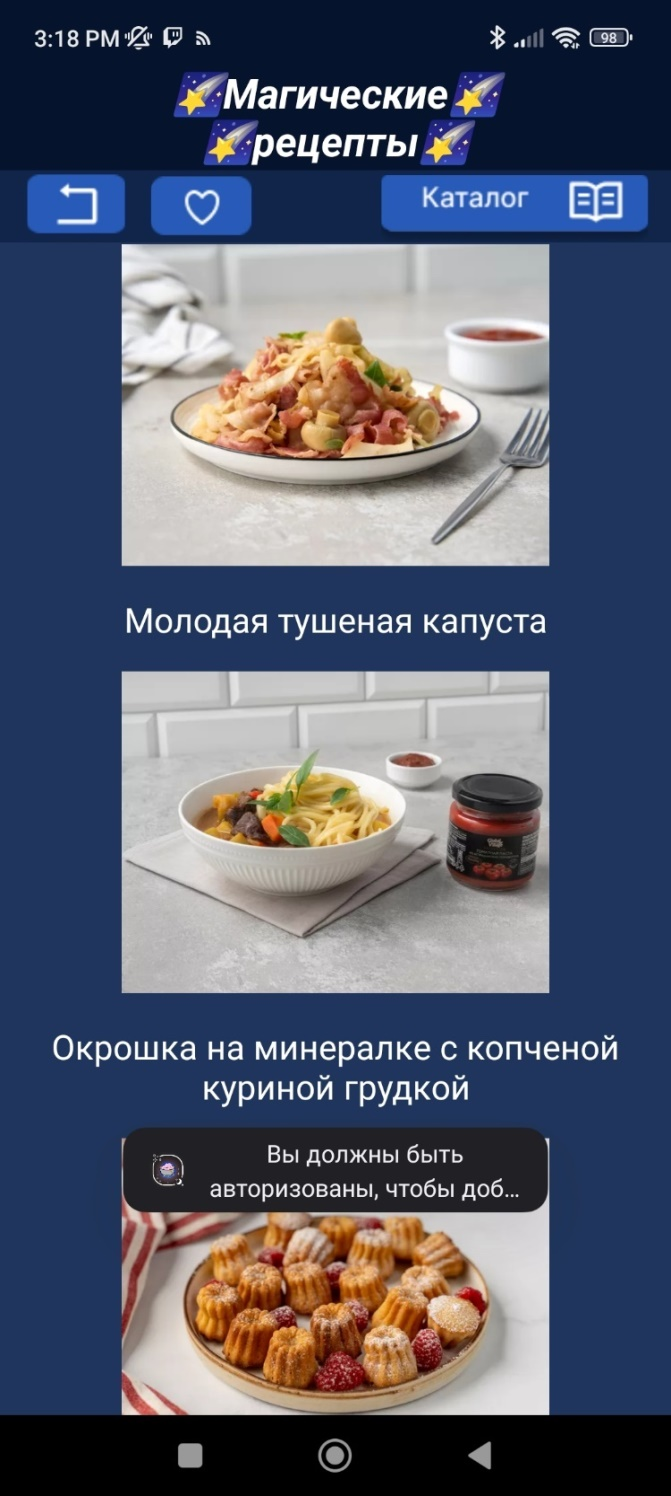 3:18 PM
98
Магические
рецепты
Каталог
Молодая тушеная капуста
Окрошка на минералке с копченой
куриной грудкой
Вы должны быть
авторизованы, чтобы доб...